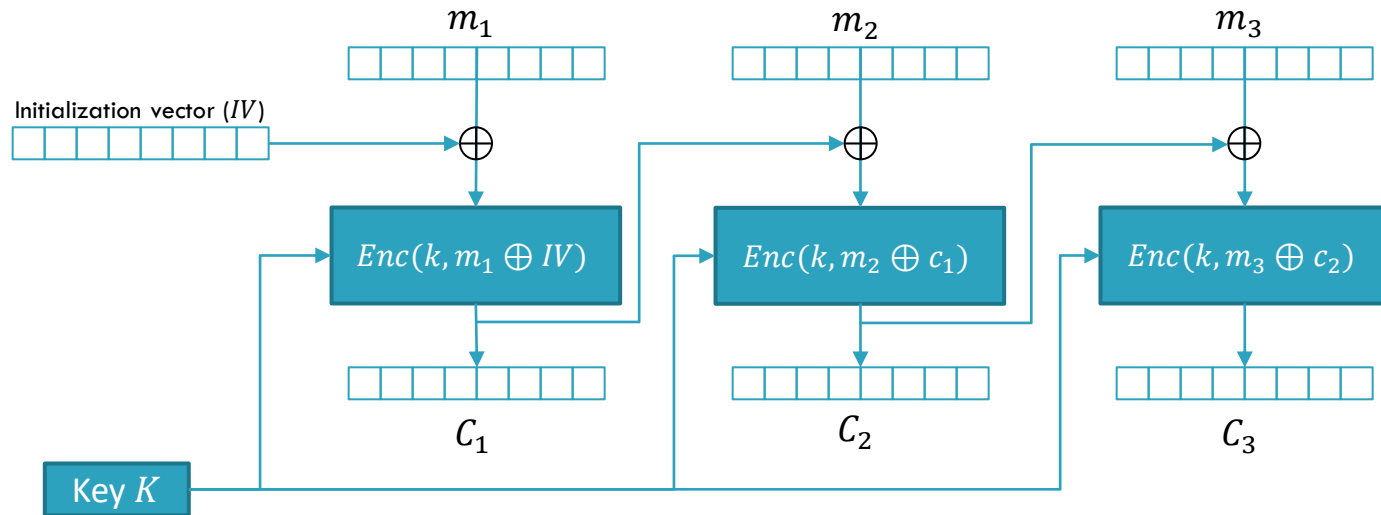 m₁
m₂
m₃
Initialization vector (IV)
Enc(k, m₁ ⊕ IV)
Enc(k, m₂ ⊕ c₁)
Enc(k, m₃ ⊕ c₂)
C₁
C₂
C₃
Key K